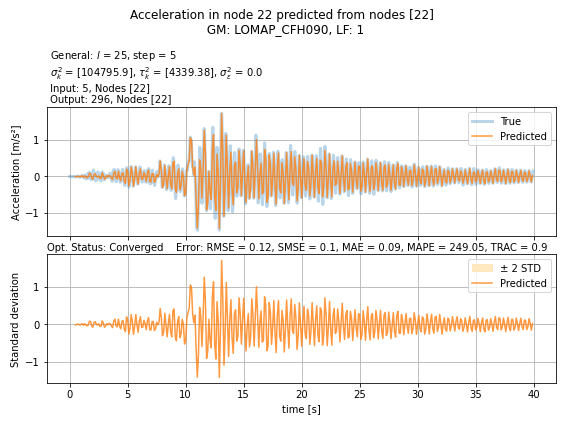 Acceleration in node 22 predicted from nodes [22]
GM: LOMAP_CFH090, LF: 1
General: l = 25, step = 5
σ²ₖ = [104795.9], τ²ₖ = [4339.38], σ²ε = 0.0
Input: 5, Nodes [22]
Output: 296, Nodes [22]
True
Predicted
Acceleration [m/s²]
1
0
−1
Opt. Status: Converged Error: RMSE = 0.12, SMSE = 0.1, MAE = 0.09, MAPE = 249.05, TRAC = 0.9
± 2 STD
Predicted
Standard deviation
1
0
−1
0 5 10 15 20 25 30 35 40
time [s]